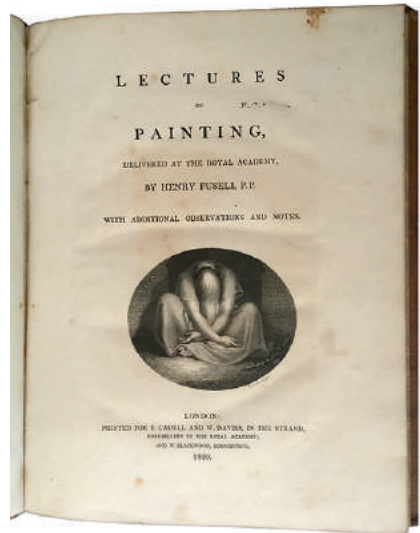 LECTURES
ON
PAINTING,
DELIVERED AT THE ROYAL ACADEMY,
BY HENRY FUSELI, P.P.
WITH ADDITIONAL OBSERVATIONS AND NOTES.
LONDON:
PRINTED FOR T. CADELL AND W. DAVIES, IN THE STRAND,
BOOKSELLERS TO THE ROYAL ACADEMY;
AND W. BLACKWOOD, EDINBURGH.
1820.